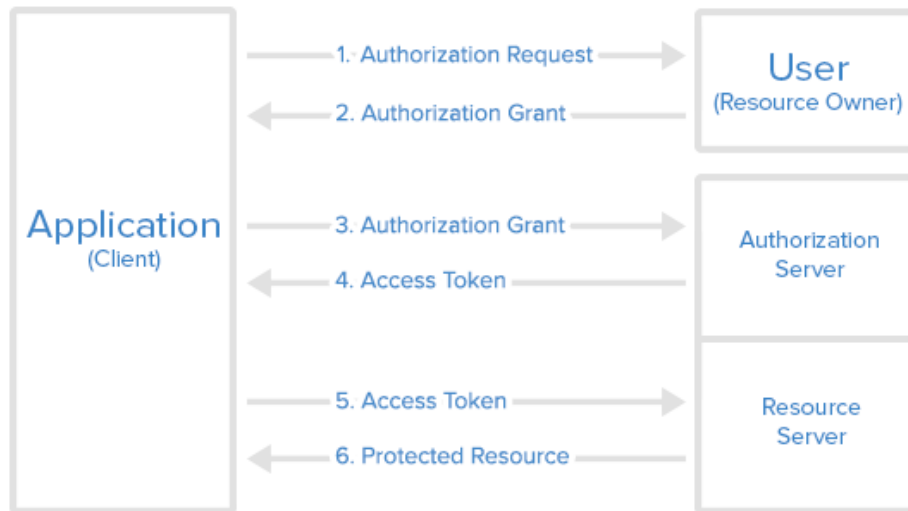 1. Authorization Request
User
(Resource Owner)
2. Authorization Grant
Application
(Client)
3. Authorization Grant
Authorization
Server
4. Access Token
5. Access Token
Resource
Server
6. Protected Resource